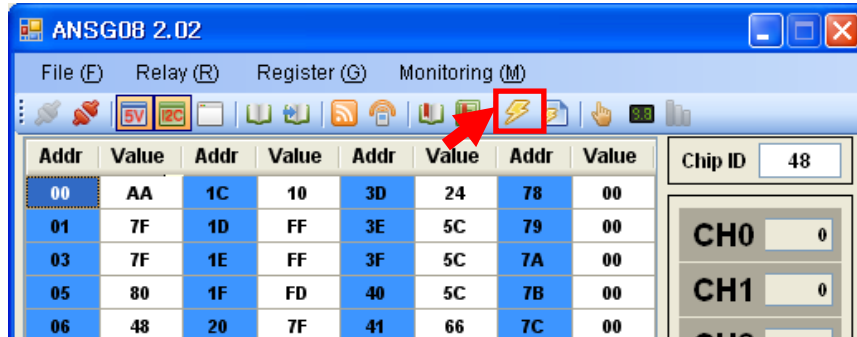 ANSG08 2.02
File (F) Relay (R) Register (G) Monitoring (M)
5V I2C 9.8
Addr Value Addr Value Addr Value Addr Value Chip ID 48
00 AA 1C 10 3D 24 78 00
01 7F 1D FF 3E 5C 79 00 CH0 0
03 7F 1E FF 3F 5C 7A 00
05 80 1F FD 40 5C 7B 00 CH1 0
06 48 20 7F 41 66 7C 00